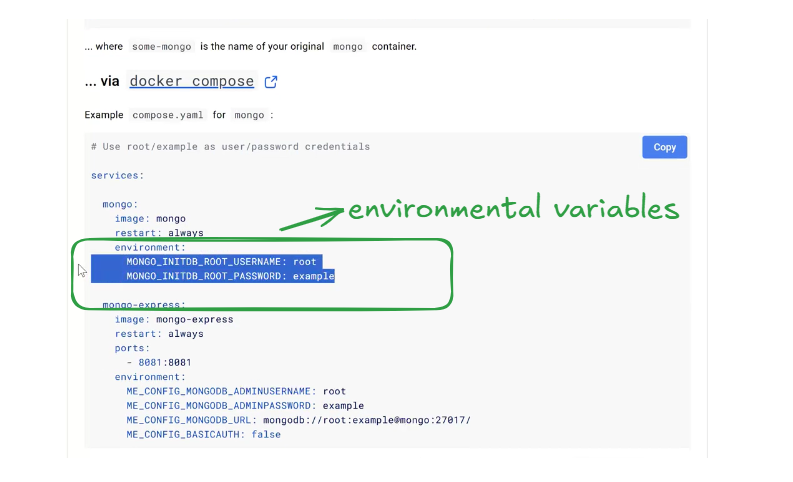 ... where some-mongo is the name of your original mongo container.
... via docker compose
Example compose.yaml for mongo :
# Use root/example as user/password credentials
Copy
services:
mongo:
environmental variables
image: mongo
restart: always
environment:
MONGO_INITDB_ROOT_USERNAME: root
MONGO_INITDB_ROOT_PASSWORD: example
mongo-express:
image: mongo-express
restart: always
ports:
- 8081:8081
environment:
ME_CONFIG_MONGODB_ADMINUSERNAME: root
ME_CONFIG_MONGODB_ADMINPASSWORD: example
ME_CONFIG_MONGODB_URL: mongodb://root:example@mongo:27017/
ME_CONFIG_BASICAUTH: false